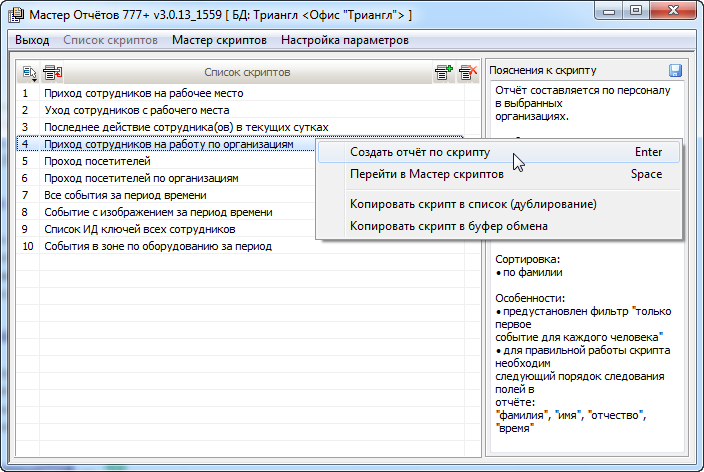 Мастер Отчётов 777+ v3.0.13_1559 [ БД: Триангл <Офис "Триангл"> ]
Выход Список скриптов Мастер скриптов Настройка параметров
Список скриптов
1 Приход сотрудников на рабочее место
2 Уход сотрудников с рабочего места
3 Последнее действие сотрудника(ов) в текущих сутках
4 Приход сотрудников на работу по организациям
5 Проход посетителей
6 Проход посетителей по организациям
7 Все события за период времени
8 Событие с изображением за период времени
9 Список ИД ключей всех сотрудников
10 События в зоне по оборудованию за период
Создать отчёт по скрипту Enter
Перейти в Мастер скриптов Space
Копировать скрипт в список (дублирование)
Копировать скрипт в буфер обмена
Пояснения к скрипту
Отчёт составляется по персоналу
в выбранных
организациях.
Сортировка:
• по фамилии
Особенности:
• предустановлен фильтр "только
первое
событие для каждого человека"
• для правильной работы скрипта
необходим
следующий порядок следования
полей в
отчёте:
"фамилия", "имя", "отчество",
"время"